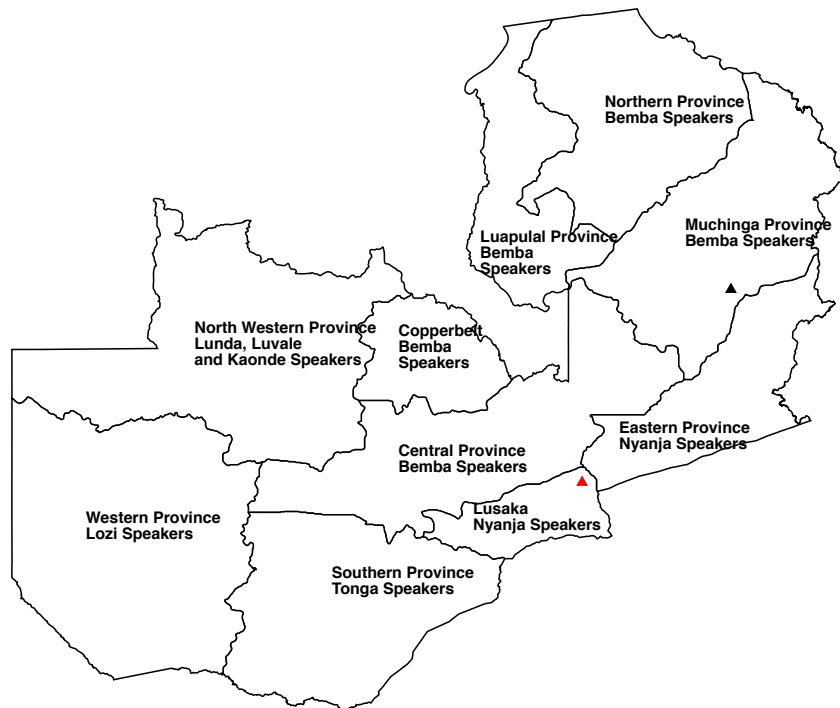 Northern Province
Bemba Speakers
Muchinga Province
Bemba Speakers
Luapulal Province
Bemba
Speakers
North Western Province
Lunda, Luvale
and Kaonde Speakers
Copperbelt
Bemba
Speakers
Eastern Province
Nyanja Speakers
Central Province
Bemba Speakers
Western Province
Lozi Speakers
Lusaka
Nyanja Speakers
Southern Province
Tonga Speakers